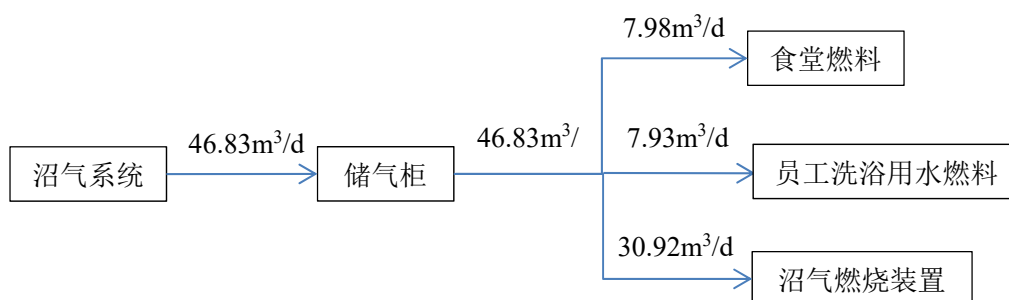 7.98m³/d
食堂燃料
46.83m³/d
46.83m³/
7.93m³/d
沼气系统
储气柜
员工洗浴用水燃料
30.92m³/d
沼气燃烧装置